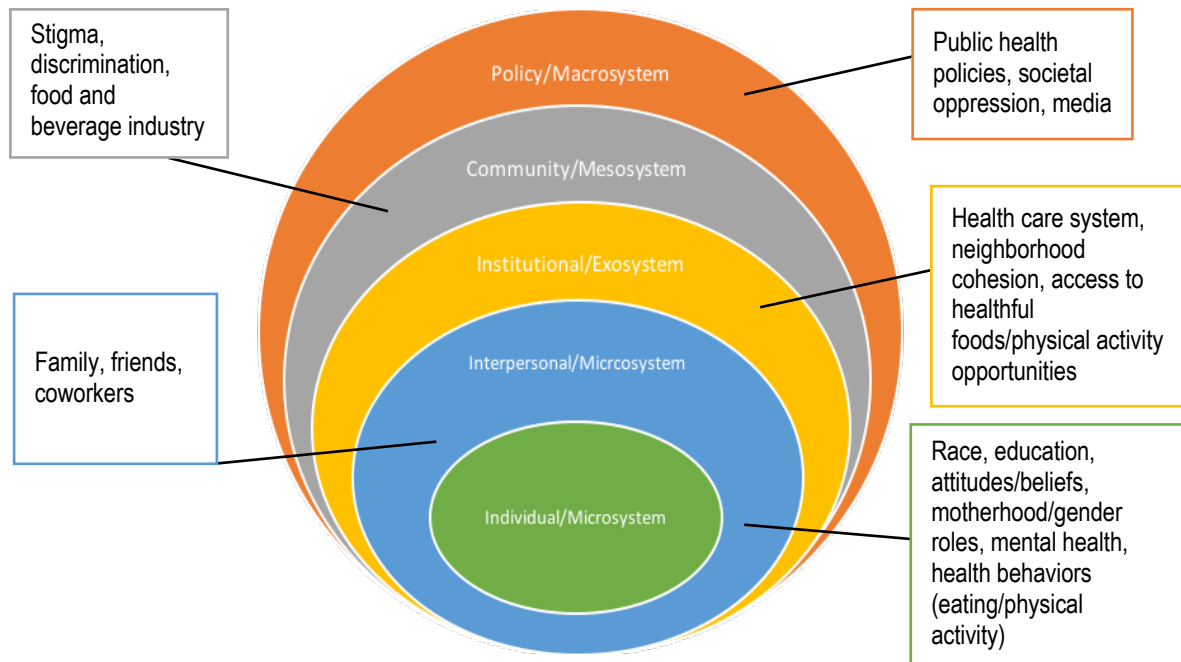 Stigma,
discrimination,
food and
beverage industry
Policy/Macrosystem
Public health
policies, societal
oppression, media
Community/Mesosystem
Institutional/Exosystem
Health care system,
neighborhood
cohesion, access to
healthful
foods/physical activity
opportunities
Family, friends,
coworkers
Interpersonal/Micrcosystem
Individual/Microsystem
Race, education,
attitudes/beliefs,
motherhood/gender
roles, mental health,
health behaviors
(eating/physical
activity)